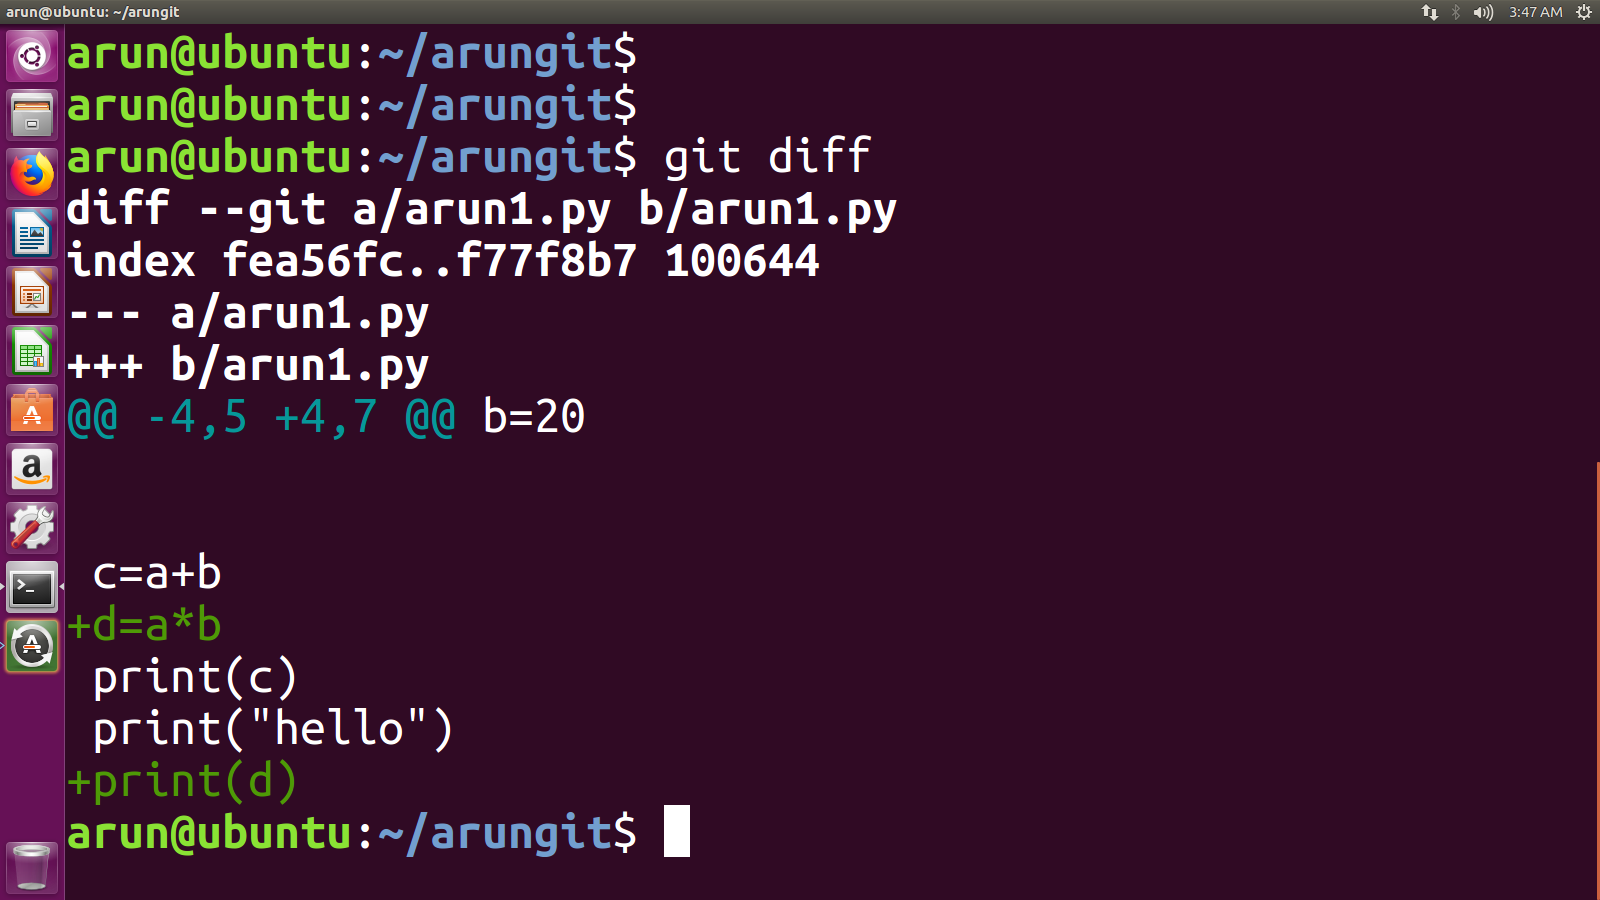 arun@ubuntu: ~/arungit
3:47 AM
arun@ubuntu:~/arungit$
arun@ubuntu:~/arungit$
arun@ubuntu:~/arungit$ git diff
diff --git a/arun1.py b/arun1.py
index fea56fc..f77f8b7 100644
--- a/arun1.py
+++ b/arun1.py
@@ -4,5 +4,7 @@ b=20
 c=a+b
+d=a*b
 print(c)
 print("hello")
+print(d)
arun@ubuntu:~/arungit$